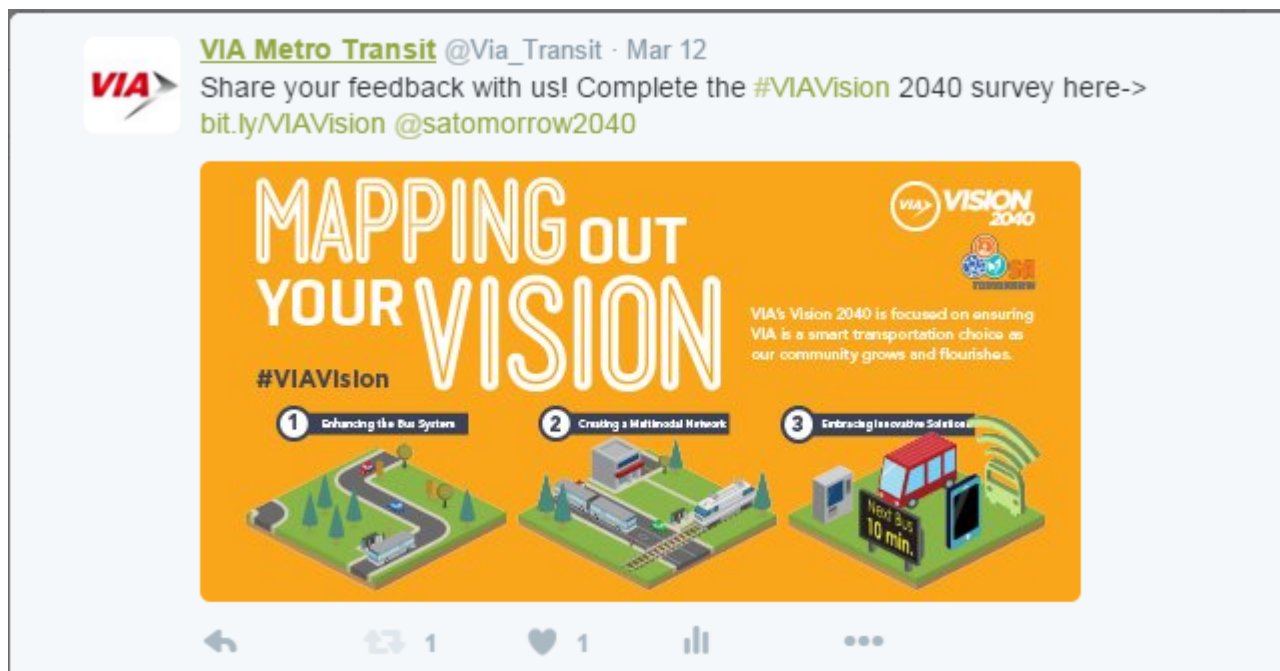 VIA Metro Transit @Via_Transit · Mar 12
VIA
Share your feedback with us! Complete the #VIAVision 2040 survey here->
bit.ly/VIAVision @satomorrow2040
MAPPING OUT
YOUR VISION
#VIAVision
VIA VISION
2040
SA
TOMORROW
VIA's Vision 2040 is focused on ensuring
VIA is a smart transportation choice as
our community grows and flourishes.
1 Enhancing the Bus System
2 Creating a Multimodal Network
3 Embracing Innovative Solutions
Next Bus
10 min.
1 1